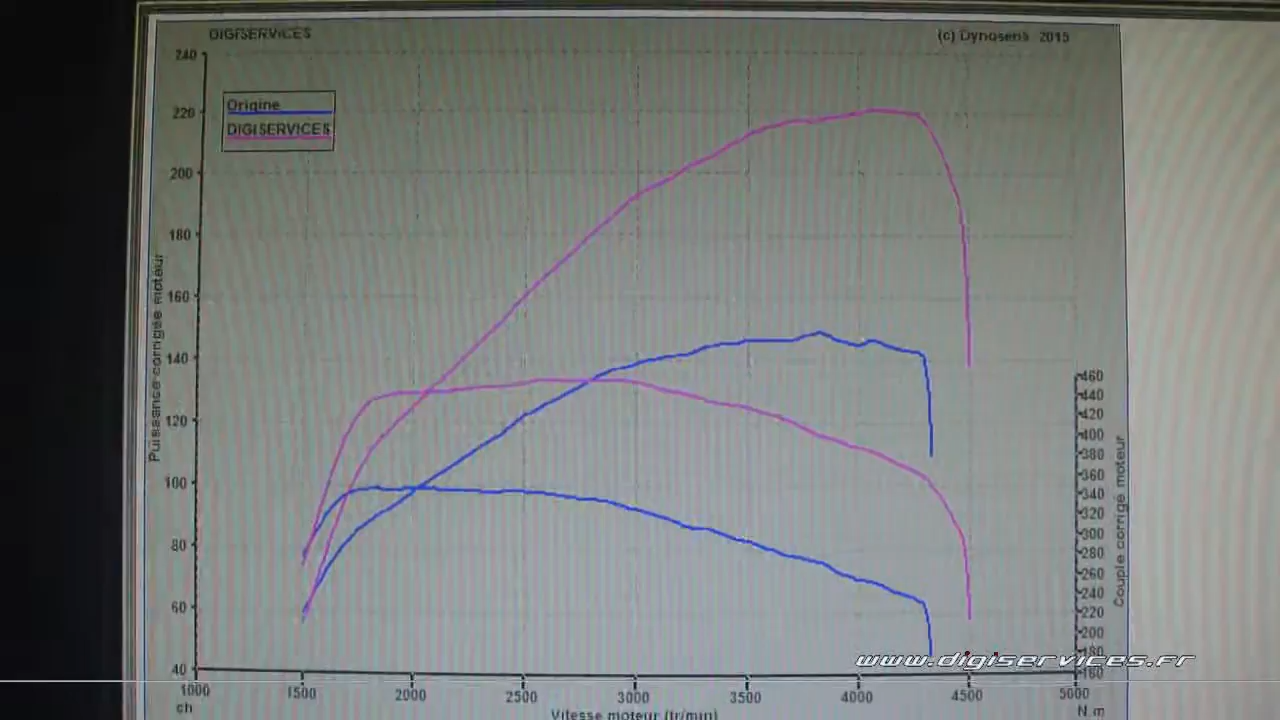 DIGISERVICES
(c) Dynosens 2015
240
220
200
180
160
140
120
100
80
60
40
Puissance corrigée moteur
Origine
DIGISERVICES
460
440
420
400
380
360
340
320
300
280
260
240
220
200
180
160
Couple corrigé moteur
www.digiservices.fr
1000 1500 2000 2500 3000 3500 4000 4500 5000
ch
Vitesse moteur (tr/min)
N.m